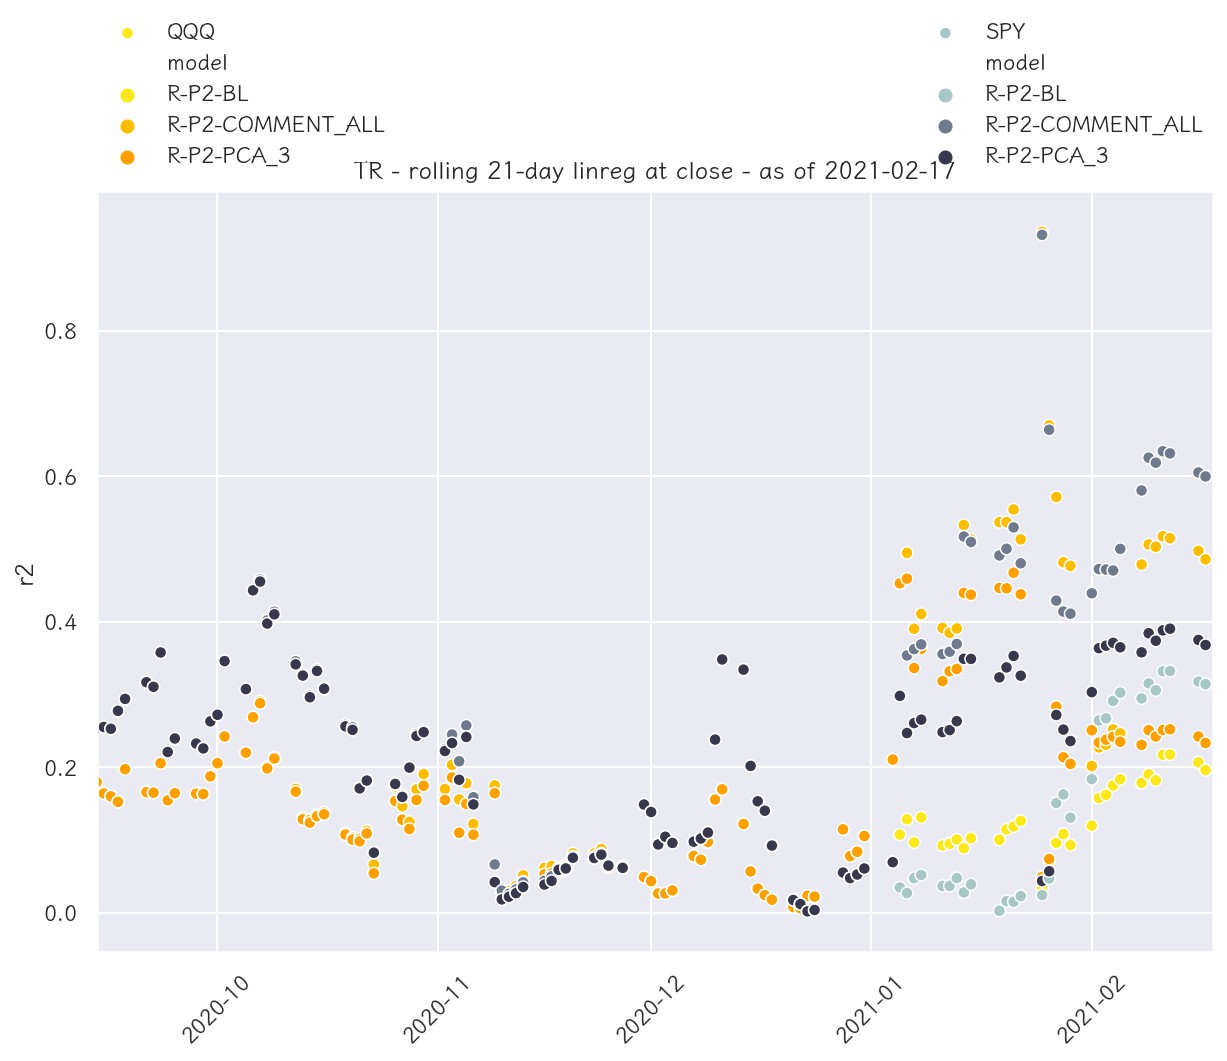 QQQ
model
R-P2-BL
R-P2-COMMENT_ALL
R-P2-PCA_3
SPY
model
R-P2-BL
R-P2-COMMENT_ALL
R-P2-PCA_3
TR - rolling 21-day linreg at close - as of 2021-02-17
r2
0.8
0.6
0.4
0.2
0.0
2020-10
2020-11
2020-12
2021-01
2021-02